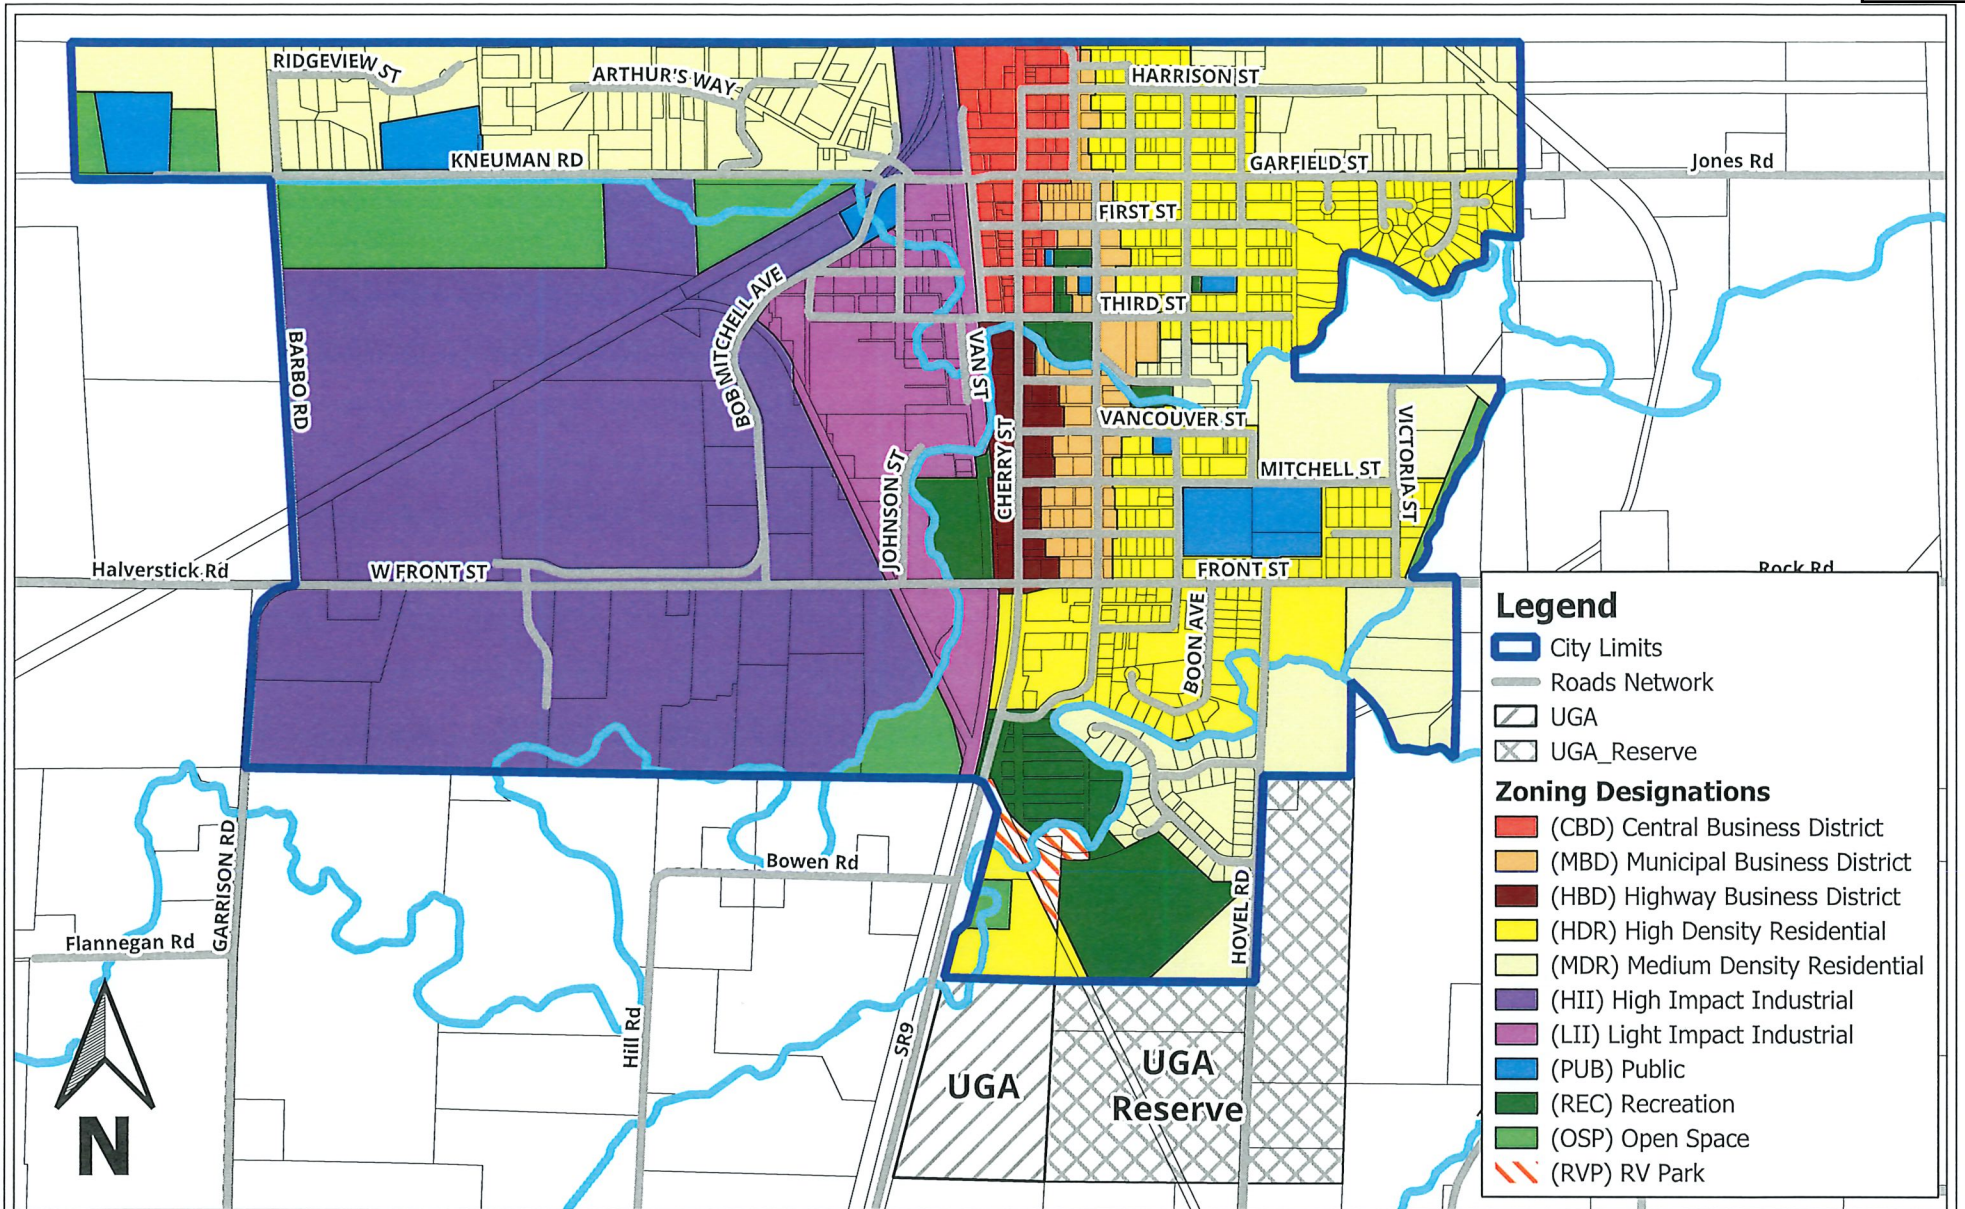 RIDGEVIEW ST
ARTHUR'S WAY
HARRISON ST
KNEUMAN RD
GARFIELD ST
Jones Rd
FIRST ST
BOB MITCHELL AVE
THIRD ST
BARBO RD
VAN ST
CHERRY ST
VANCOUVER ST
VICTORIA ST
MITCHELL ST
JOHNSON ST
Halverstick Rd
W FRONT ST
FRONT ST
Rock Rd
BOON AVE
GARRISON RD
Bowen Rd
HOVEL RD
Flannegan Rd
Hill Rd
SR9
UGA
UGA
Reserve
N
Legend
City Limits
Roads Network
UGA
UGA_Reserve
Zoning Designations
(CBD) Central Business District
(MBD) Municipal Business District
(HBD) Highway Business District
(HDR) High Density Residential
(MDR) Medium Density Residential
(HII) High Impact Industrial
(LII) Light Impact Industrial
(PUB) Public
(REC) Recreation
(OSP) Open Space
(RVP) RV Park